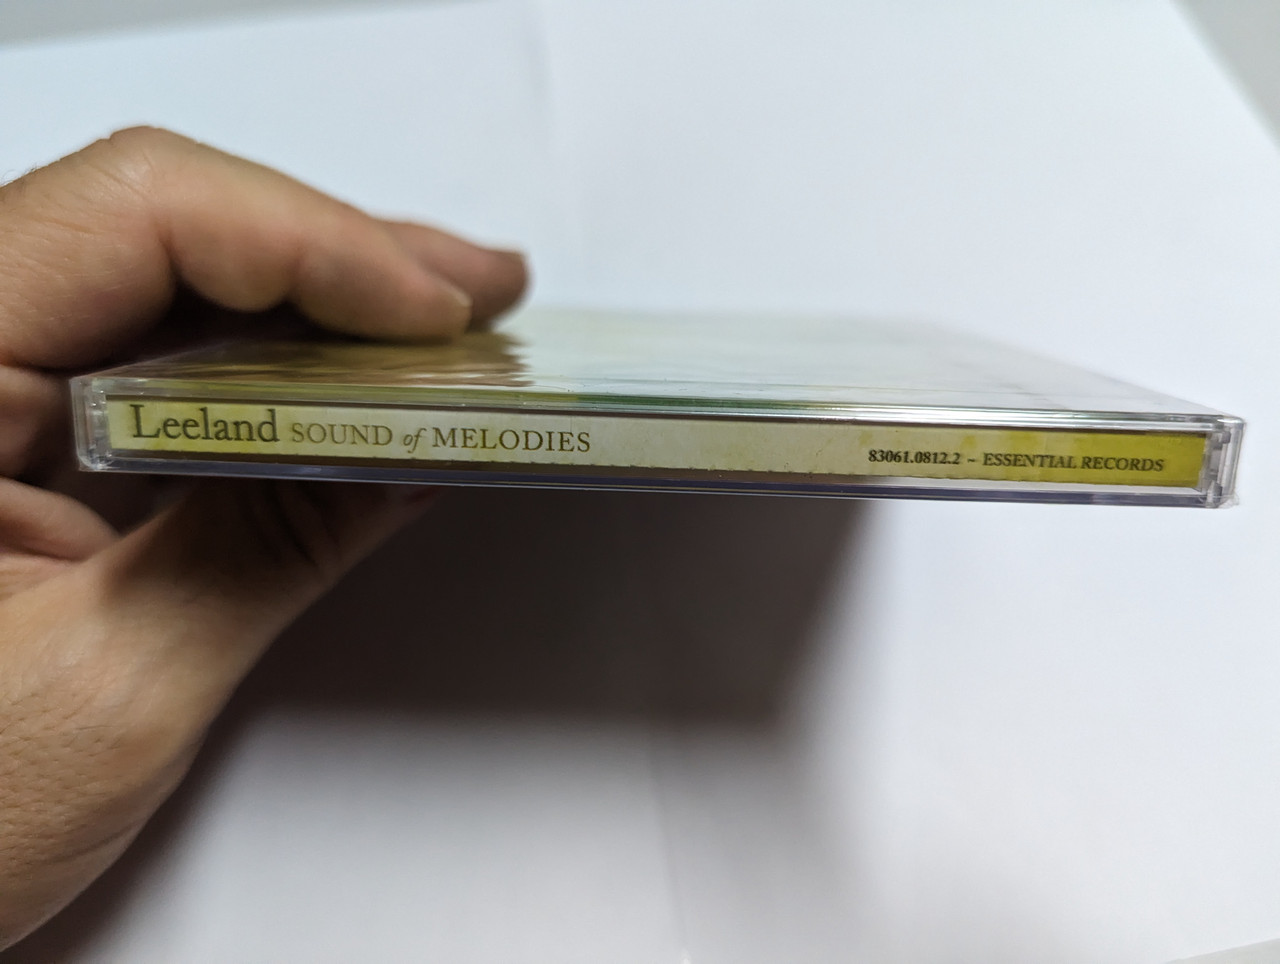 Leeland SOUND of MELODIES 83061.0812.2 – ESSENTIAL RECORDS